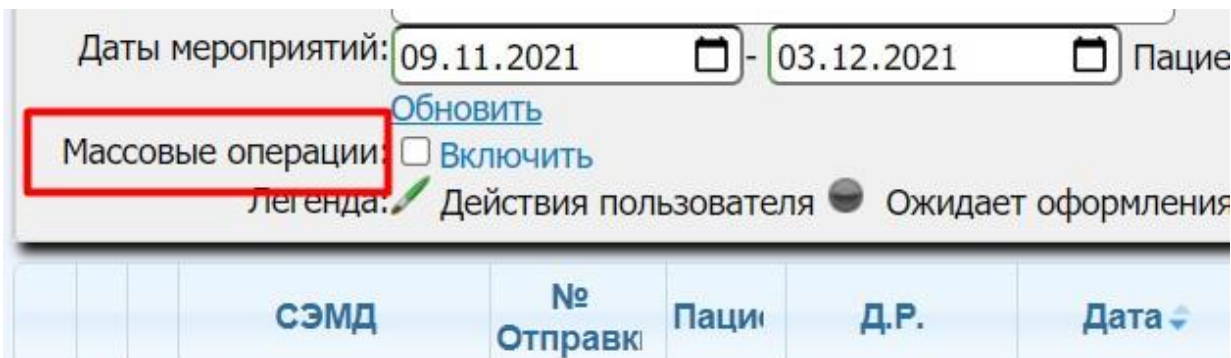 Даты мероприятий: 09.11.2021 - 03.12.2021
Обновить
Массовые операции: Включить
Легенда: Действия пользователя Ожидает оформления
СЭМД № Отправк Д.Р. Дата